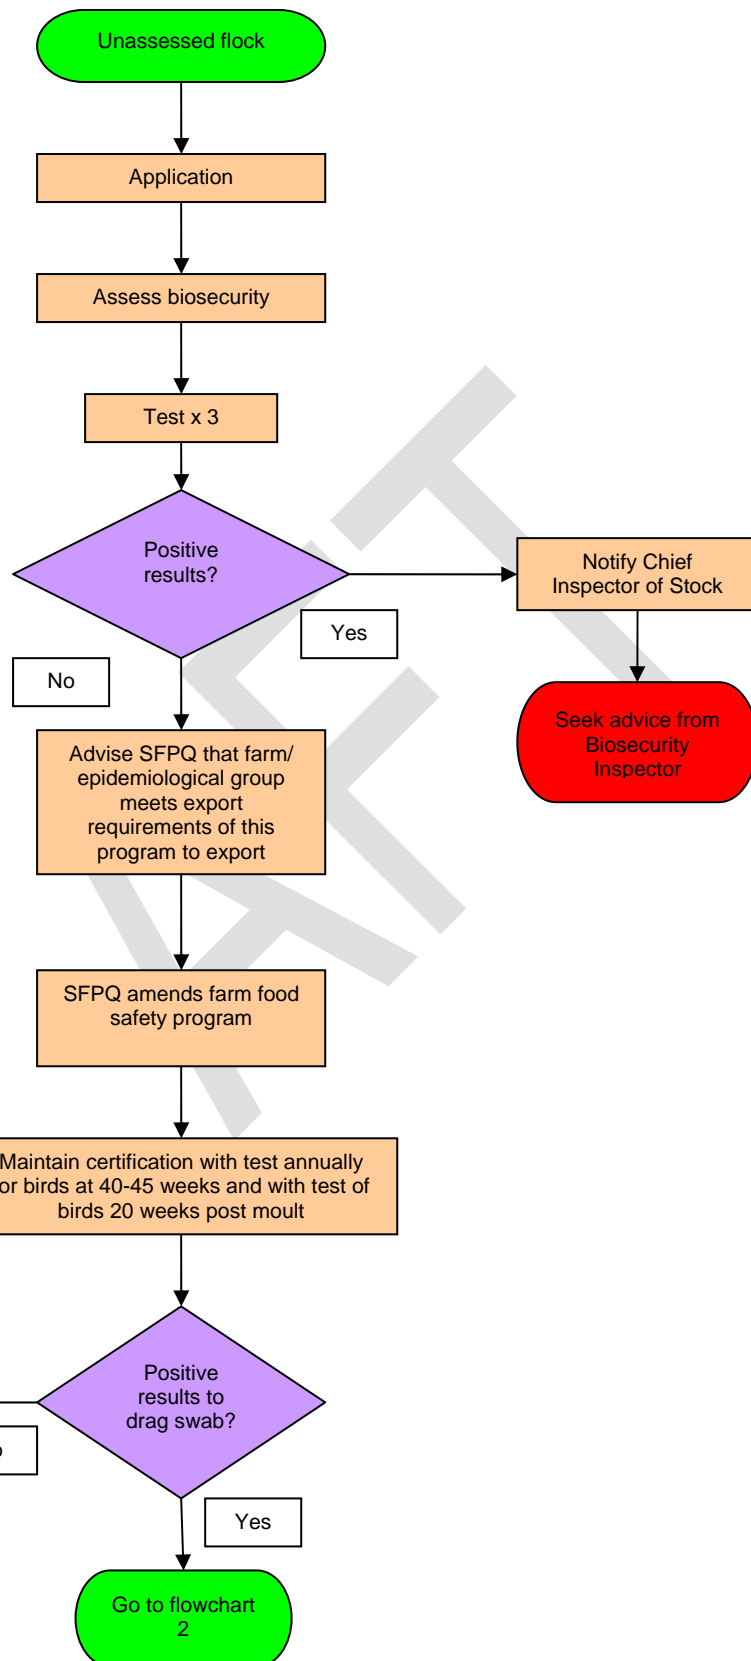 Unassessed flock
Application
Assess biosecurity
Test x 3
Positive
results?
Yes
No
Notify Chief
Inspector of Stock
Seek advice from
Biosecurity
Inspector
Advise SFPQ that farm/
epidemiological group
meets export
requirements of this
program to export
SFPQ amends farm food
safety program
Maintain certification with test annually
or birds at 40-45 weeks and with test of
birds 20 weeks post moult
Positive
results to
drag swab?
o
Yes
Go to flowchart
2
AFT